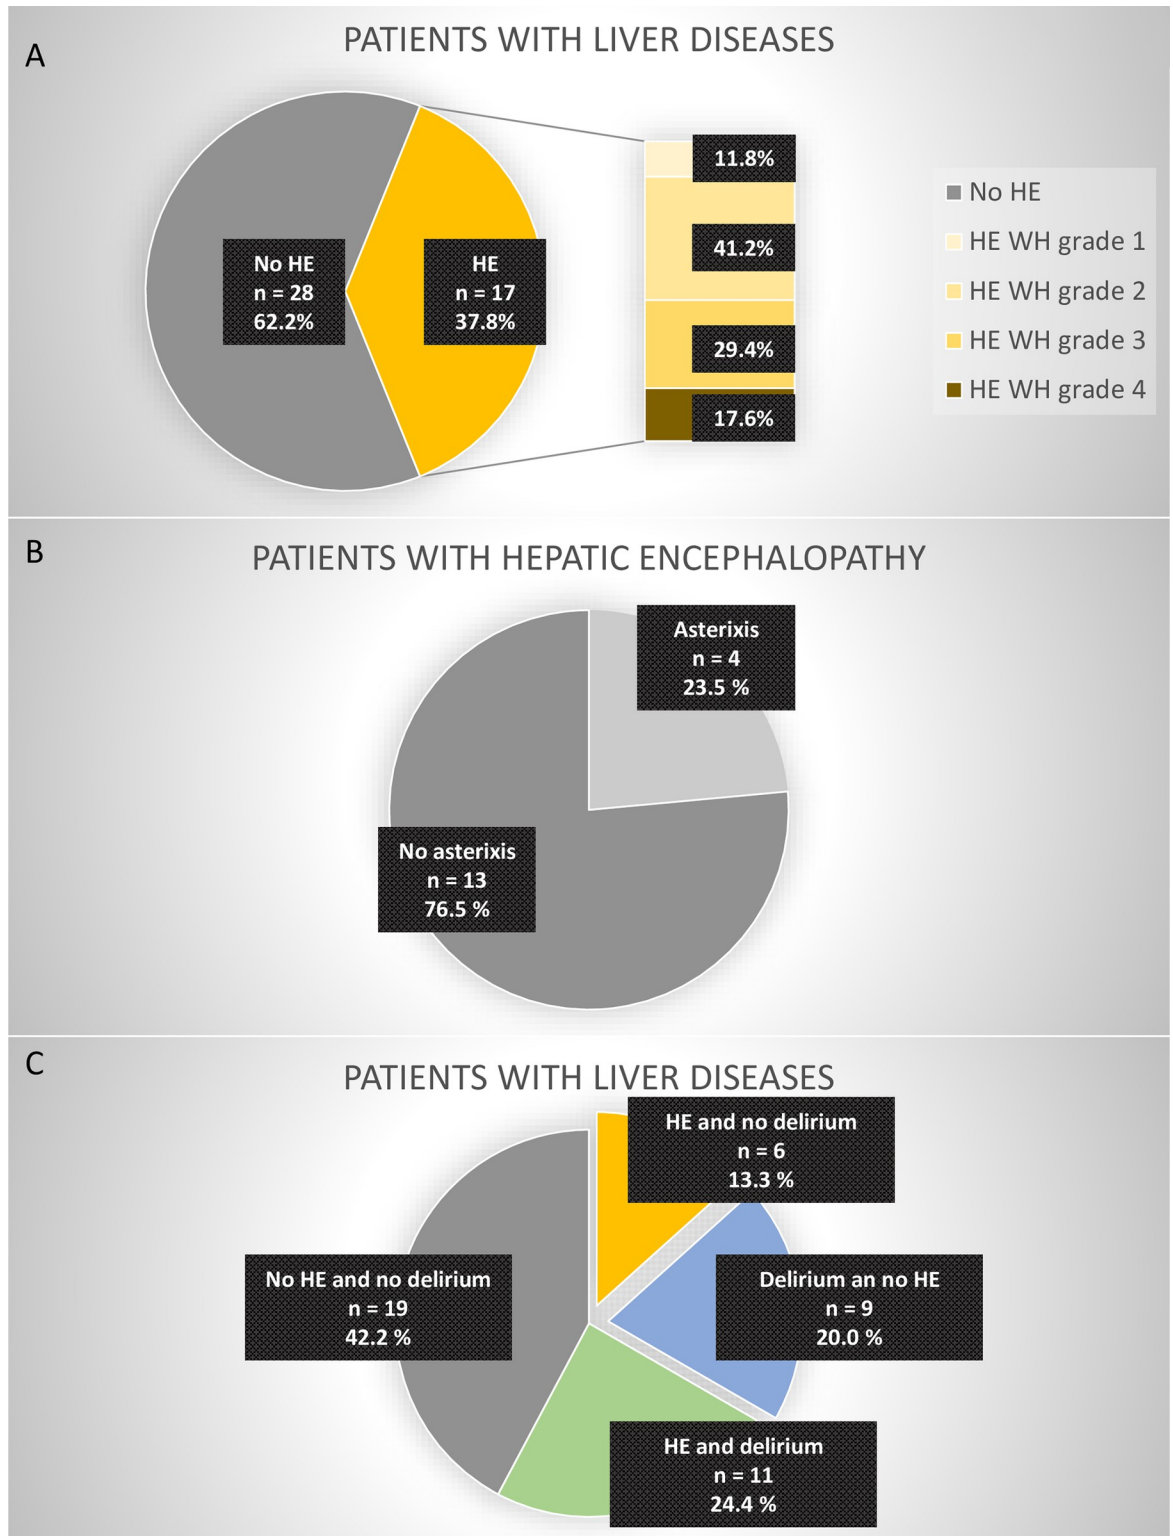 A
PATIENTS WITH LIVER DISEASES
No HE
n = 28
62.2%
HE
n = 17
37.8%
11.8%
41.2%
29.4%
17.6%
No HE
HE WH grade 1
HE WH grade 2
HE WH grade 3
HE WH grade 4
B
PATIENTS WITH HEPATIC ENCEPHALOPATHY
Asterixis
n = 4
23.5 %
No asterixis
n = 13
76.5 %
C
PATIENTS WITH LIVER DISEASES
HE and no delirium
n = 6
13.3 %
No HE and no delirium
n = 19
42.2 %
Delirium an no HE
n = 9
20.0 %
HE and delirium
n = 11
24.4 %